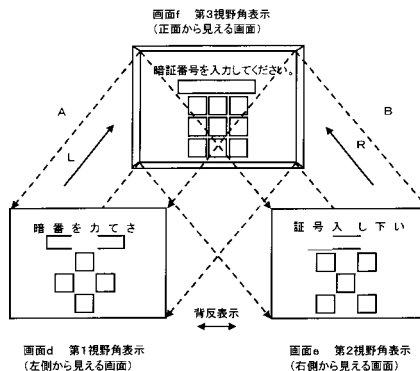 画面f 第3視野角表示
(正面から見える画面)
暗証番号を入力してください。
A
B
L
R
暗 番 を 力 て さ
証 号 入 し 下 い
背反表示
画面d 第1視野角表示
(左側から見える画面)
画面e 第2視野角表示
(右側から見える画面)